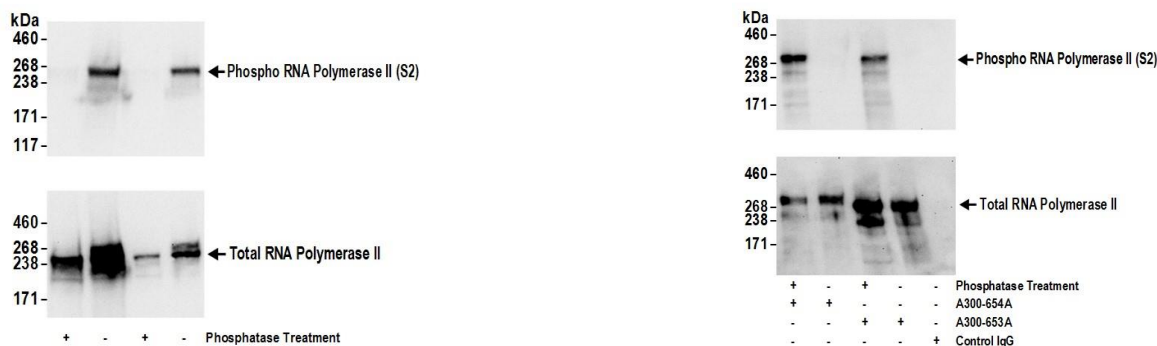 kDa
460 –
268 –
238 –
171 –
117 –
Phospho RNA Polymerase II (S2)
460 –
268 –
238 –
171 –
Total RNA Polymerase II
+ - + - Phosphatase Treatment
kDa
460 –
268 –
238 –
171 –
Phospho RNA Polymerase II (S2)
460 –
268 –
238 –
171 –
Total RNA Polymerase II
+ - + - - Phosphatase Treatment
+ + - - - A300-654A
- - + + - A300-653A
- - - - + Control IgG